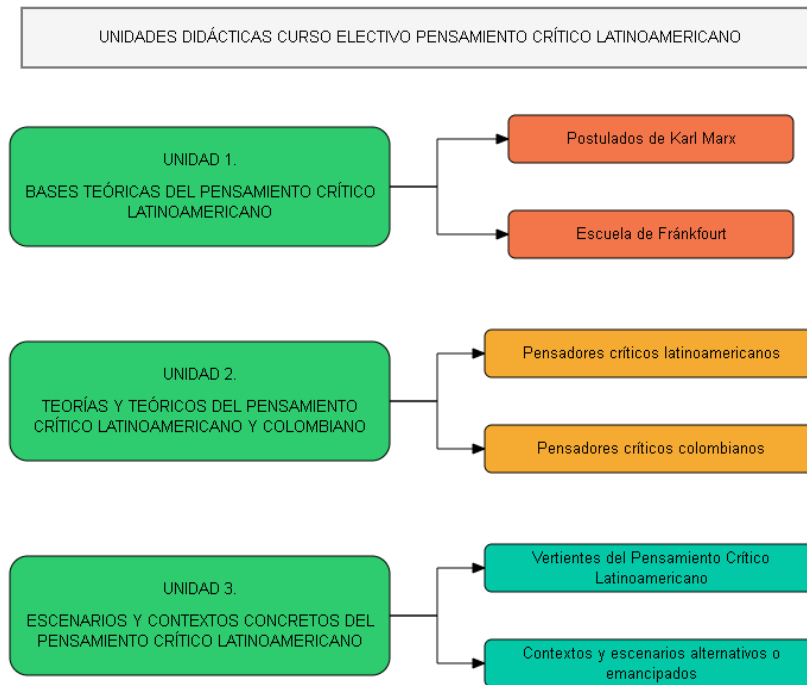 UNIDADES DIDÁCTICAS CURSO ELECTIVO PENSAMIENTO CRÍTICO LATINOAMERICANO
UNIDAD 1.
BASES TEÓRICAS DEL PENSAMIENTO CRÍTICO
LATINOAMERICANO
Postulados de Karl Marx
Escuela de Fránkfourt
UNIDAD 2.
TEORÍAS Y TEÓRICOS DEL PENSAMIENTO
CRÍTICO LATINOAMERICANO Y COLOMBIANO
Pensadores críticos latinoamericanos
Pensadores críticos colombianos
UNIDAD 3.
ESCENARIOS Y CONTEXTOS CONCRETOS DEL
PENSAMIENTO CRÍTICO LATINOAMERICANO
Vertientes del Pensamiento Crítico
Latinoamericano
Contextos y escenarios alternativos o
emancipados